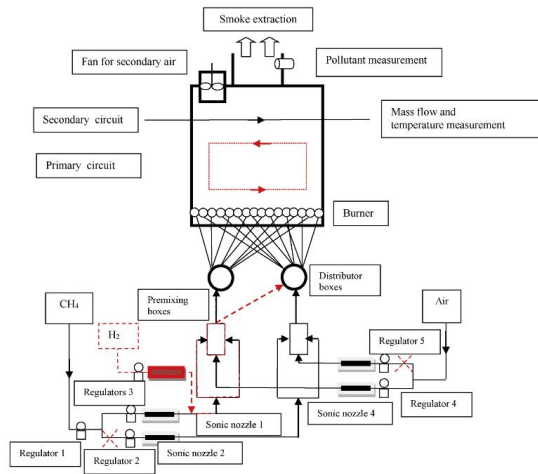 Smoke extraction
Fan for secondary air
Pollutant measurement
Secondary circuit
Mass flow and
temperature measurement
Primary circuit
Burner
CH₄
Premixing
boxes
Distributor
boxes
Air
H₂
Regulator 5
Regulators 3
Sonic nozzle 1
Sonic nozzle 4
Regulator 4
Regulator 1
Regulator 2
Sonic nozzle 2